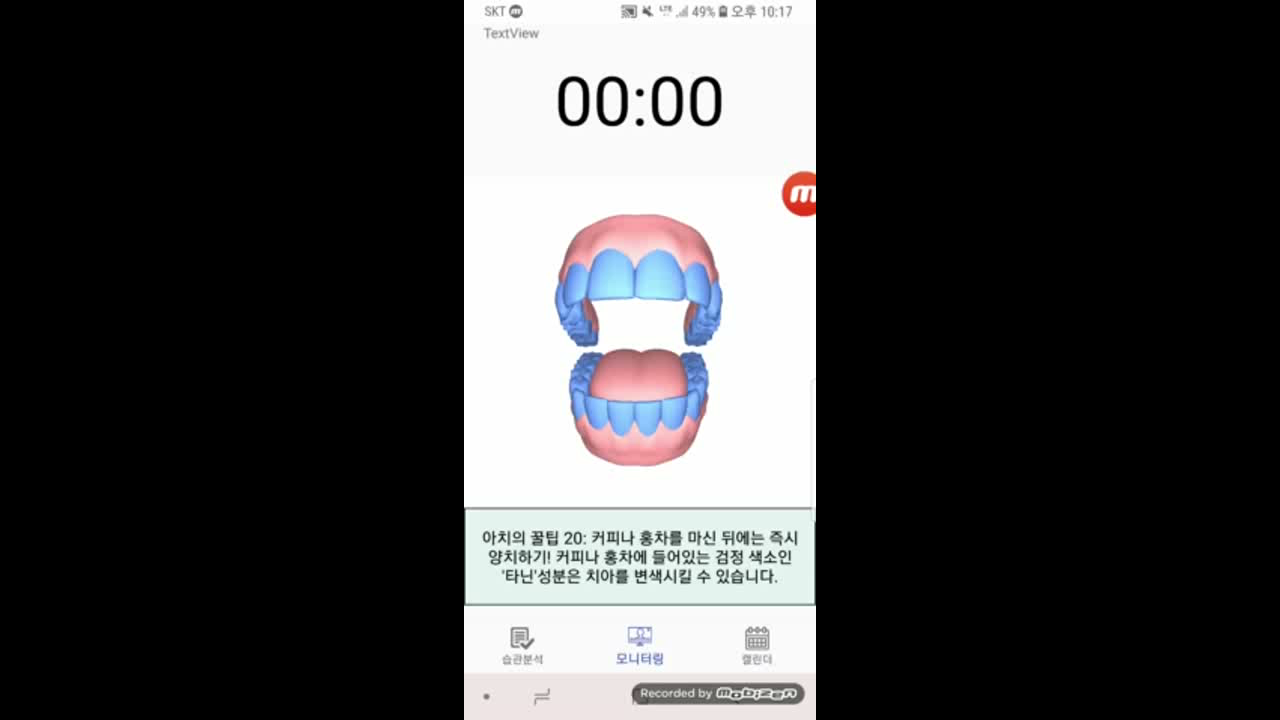 SKT m LTE 49% 오후 10:17
TextView
00:00
m
아치의 꿀팁 20: 커피나 홍차를 마신 뒤에는 즉시
양치하기! 커피나 홍차에 들어있는 검정 색소인
'타닌'성분은 치아를 변색시킬 수 있습니다.
습관분석 모니터링 캘린더
Recorded by mobizen